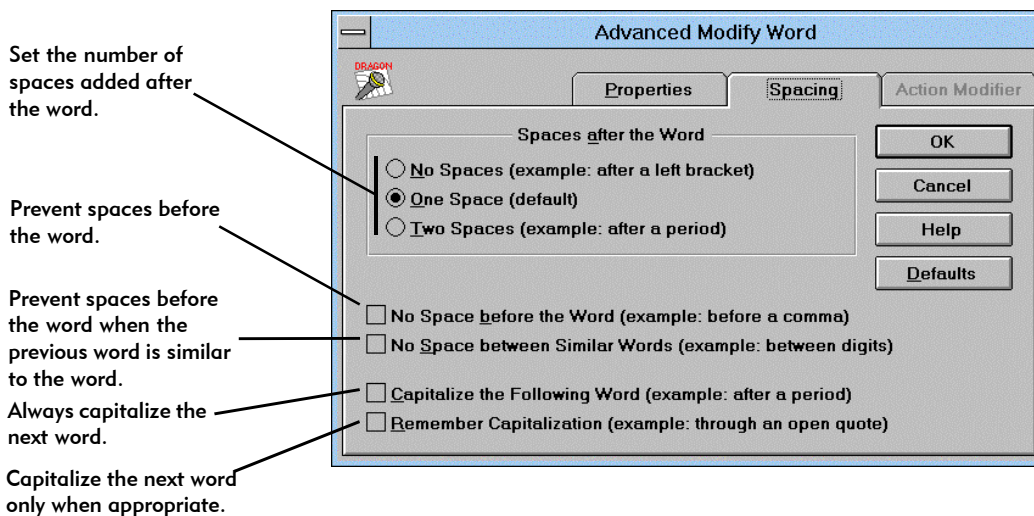 Set the number of
spaces added after
the word.
Prevent spaces before
the word.
Prevent spaces before
the word when the
previous word is similar
to the word.
Always capitalize the
next word.
Capitalize the next word
only when appropriate.
Advanced Modify Word
DRAGON
Properties
Spacing
Action Modifier
Spaces after the Word
No Spaces (example: after a left bracket)
One Space (default)
Two Spaces (example: after a period)
No Space before the Word (example: before a comma)
No Space between Similar Words (example: between digits)
Capitalize the Following Word (example: after a period)
Remember Capitalization (example: through an open quote)
OK
Cancel
Help
Defaults